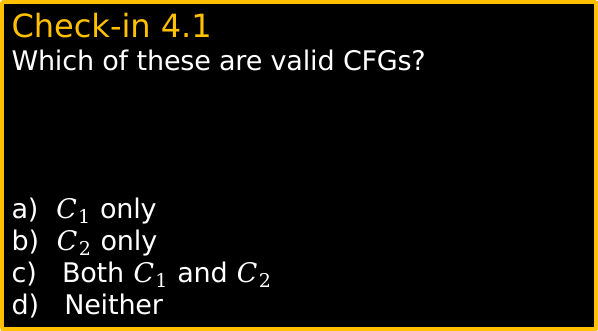 Check-in 4.1
Which of these are valid CFGs?
a) C₁ only
b) C₂ only
c) Both C₁ and C₂
d) Neither